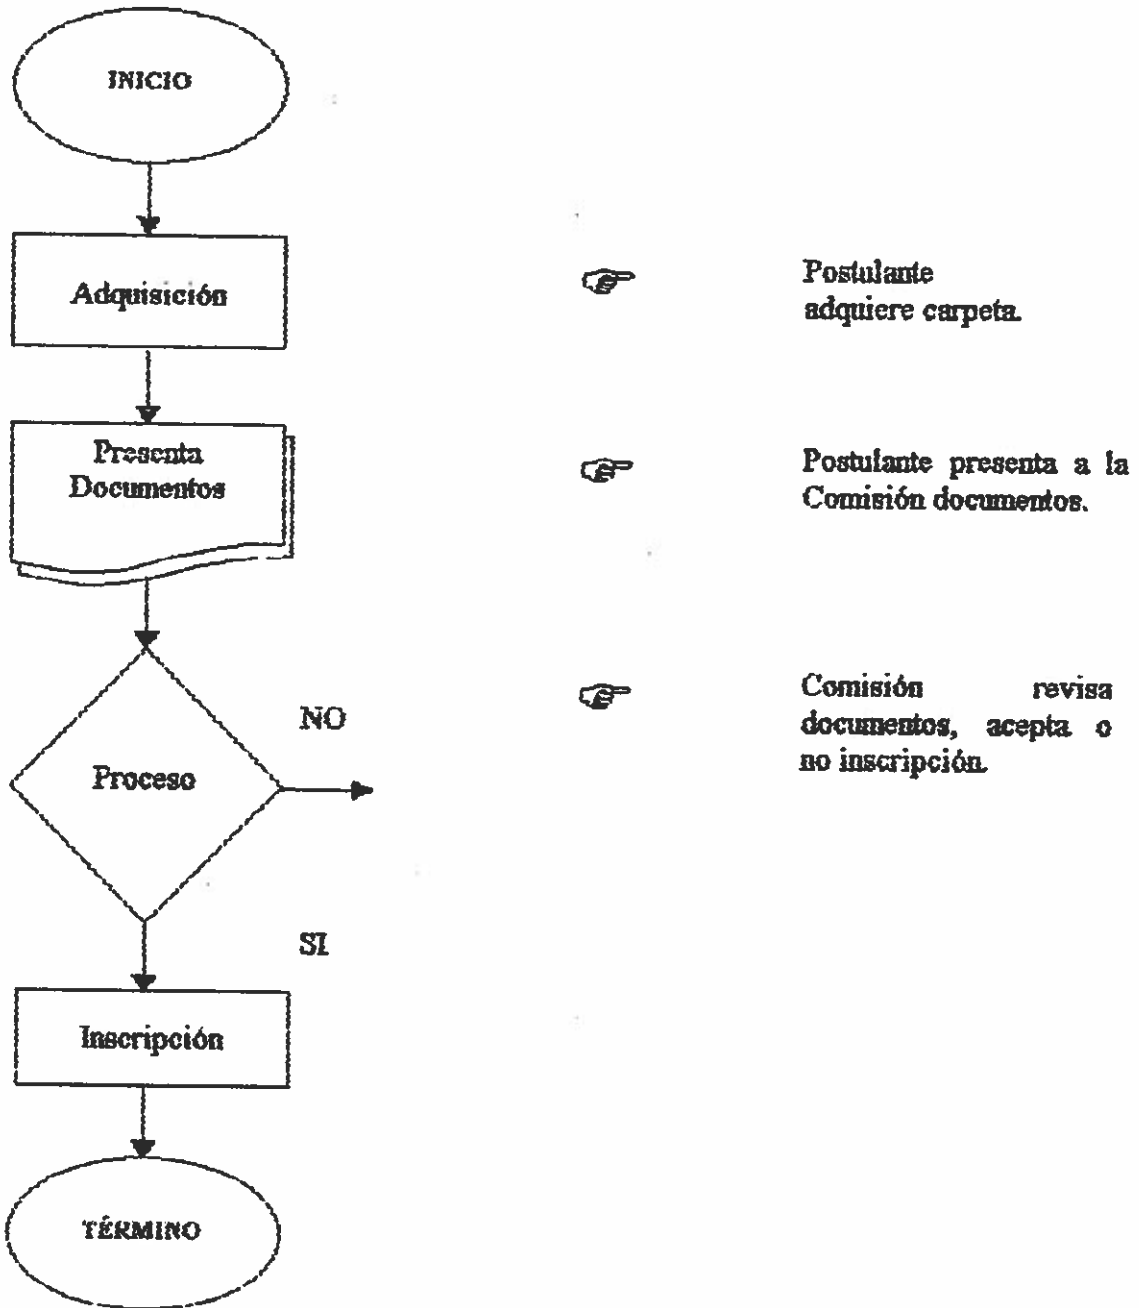 INICIO
Adquisición
Postulante
adquiere carpeta.
Presenta
Documentos
Postulante presenta a la
Comisión documentos.
NO
Proceso
Comisión revisa
documentos, acepta o
no inscripción.
SI
Inscripción
TÉRMINO